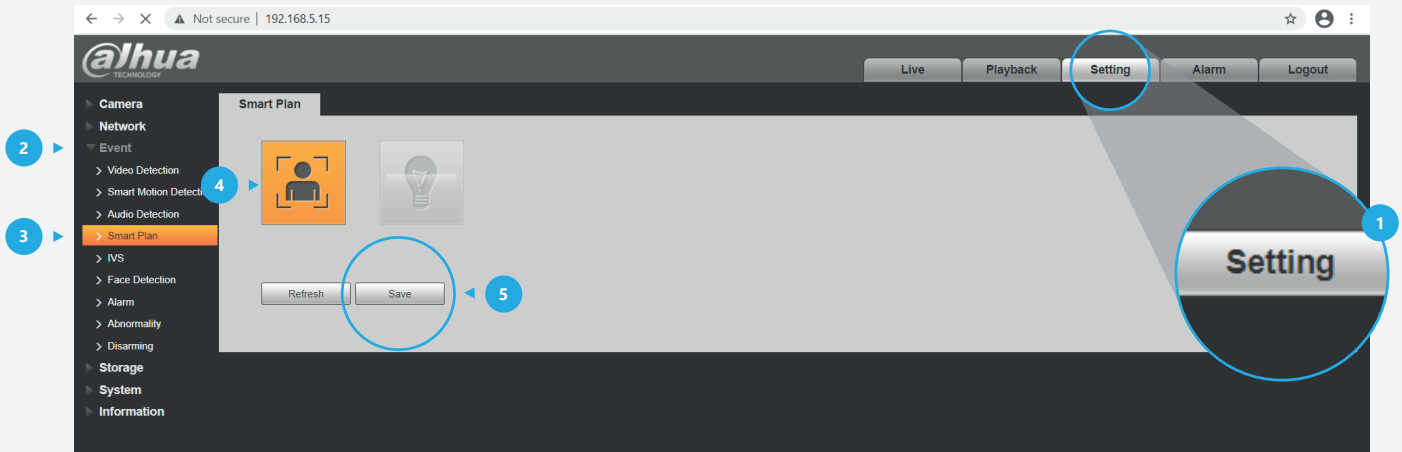 Not secure | 192.168.5.15
alhua
TECHNOLOGY
Live Playback Setting Alarm Logout
Camera
Smart Plan
Network
2
Event
Video Detection
4
Smart Motion Detecti
Audio Detection
3
Smart Plan
1
IVS
Setting
Face Detection
Refresh Save
5
Alarm
Abnormality
Disarming
Storage
System
Information